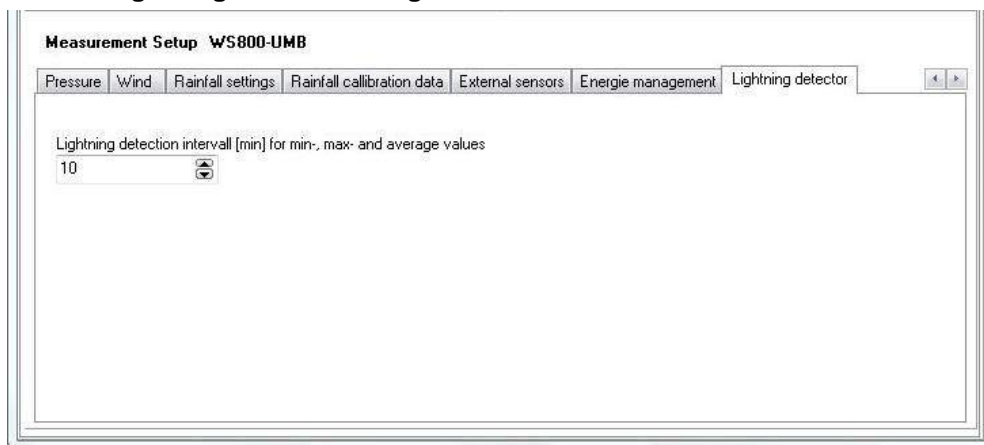 Measurement Setup WS800-UMB
Pressure Wind Rainfall settings Rainfall callibration data External sensors Energie management Lightning detector
Lightning detection intervall [min] for min-, max- and average values
10